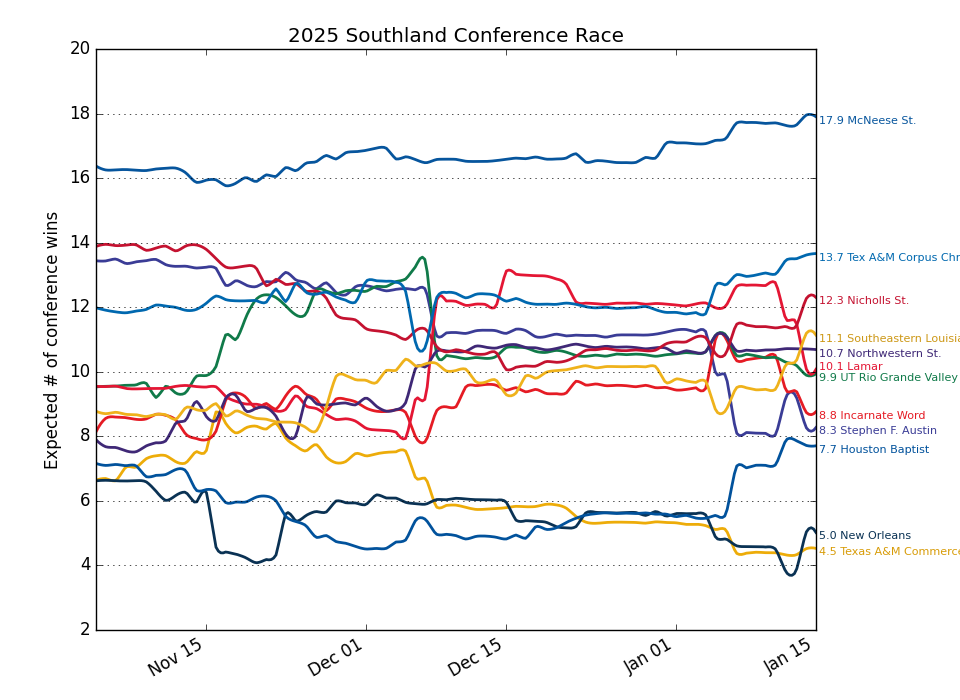 2025 Southland Conference Race
Expected # of conference wins
20
18
16
14
12
10
8
6
4
2
Nov 15
Dec 01
Dec 15
Jan 01
Jan 15
17.9 McNeese St.
13.7 Tex A&M Corpus Chr
12.3 Nicholls St.
11.1 Southeastern Louisia
10.7 Northwestern St.
10.1 Lamar
9.9 UT Rio Grande Valley
8.8 Incarnate Word
8.3 Stephen F. Austin
7.7 Houston Baptist
5.0 New Orleans
4.5 Texas A&M Commerce